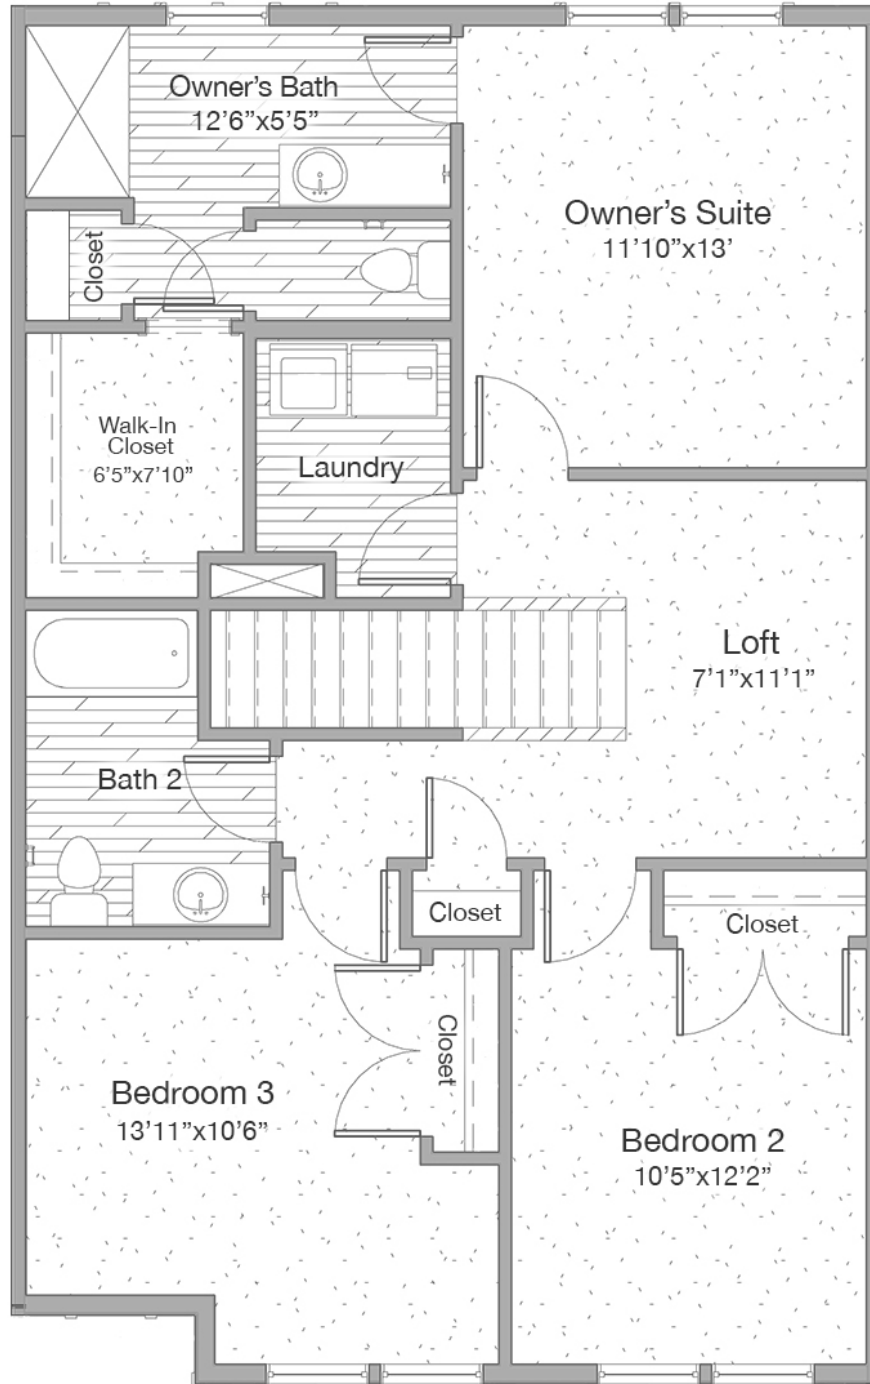 Owner’s Bath
12’6”x5’5”
Owner’s Suite
11’10”x13’
Closet
Walk-In
Closet
6’5”x7’10”
Laundry
Loft
7’1”x11’1”
Bath 2
Closet
Closet
Closet
Bedroom 3
13’11”x10’6”
Bedroom 2
10’5”x12’2”